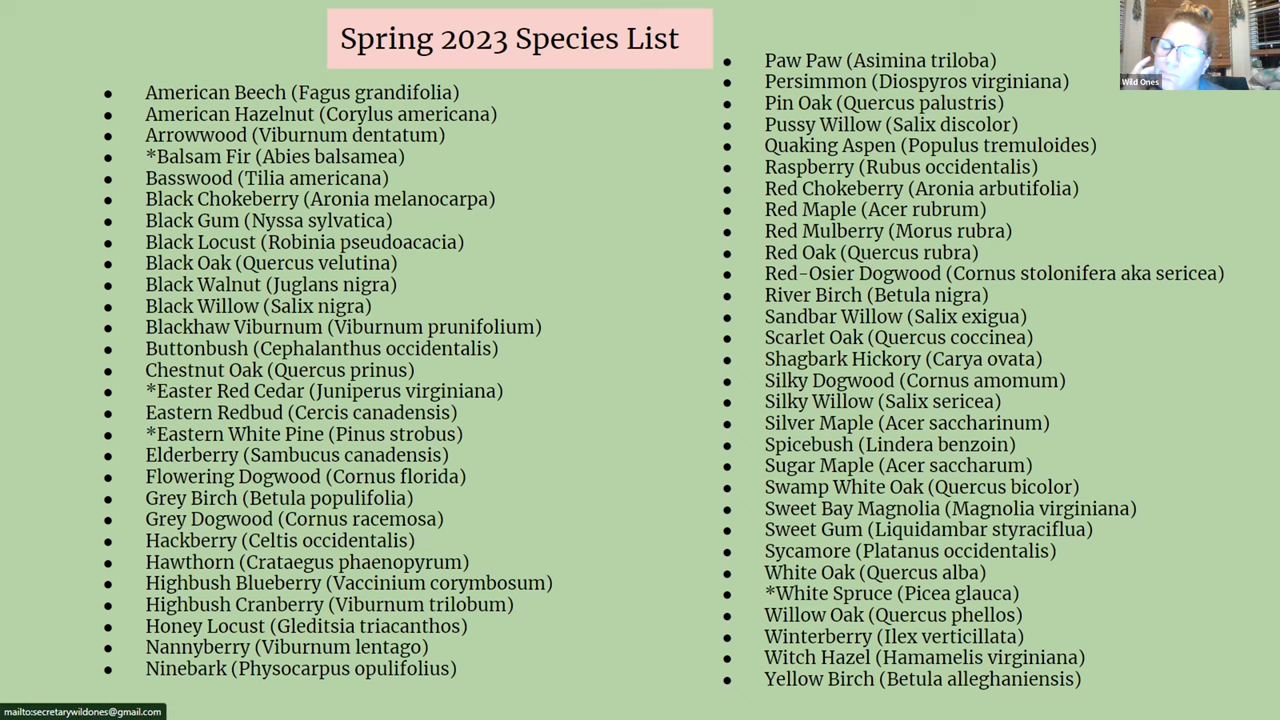 Spring 2023 Species List
American Beech (Fagus grandifolia)
American Hazelnut (Corylus americana)
Arrowwood (Viburnum dentatum)
*Balsam Fir (Abies balsamea)
Basswood (Tilia americana)
Black Chokeberry (Aronia melanocarpa)
Black Gum (Nyssa sylvatica)
Black Locust (Robinia pseudoacacia)
Black Oak (Quercus velutina)
Black Walnut (Juglans nigra)
Black Willow (Salix nigra)
Blackhaw Viburnum (Viburnum prunifolium)
Buttonbush (Cephalanthus occidentalis)
Chestnut Oak (Quercus prinus)
*Easter Red Cedar (Juniperus virginiana)
Eastern Redbud (Cercis canadensis)
*Eastern White Pine (Pinus strobus)
Elderberry (Sambucus canadensis)
Flowering Dogwood (Cornus florida)
Grey Birch (Betula populifolia)
Grey Dogwood (Cornus racemosa)
Hackberry (Celtis occidentalis)
Hawthorn (Crataegus phaenopyrum)
Highbush Blueberry (Vaccinium corymbosum)
Highbush Cranberry (Viburnum trilobum)
Honey Locust (Gleditsia triacanthos)
Nannyberry (Viburnum lentago)
Ninebark (Physocarpus opulifolius)
Paw Paw (Asimina triloba)
Persimmon (Diospyros virginiana)
Pin Oak (Quercus palustris)
Pussy Willow (Salix discolor)
Quaking Aspen (Populus tremuloides)
Raspberry (Rubus occidentalis)
Red Chokeberry (Aronia arbutifolia)
Red Maple (Acer rubrum)
Red Mulberry (Morus rubra)
Red Oak (Quercus rubra)
Red-Osier Dogwood (Cornus stolonifera aka sericea)
River Birch (Betula nigra)
Sandbar Willow (Salix exigua)
Scarlet Oak (Quercus coccinea)
Shagbark Hickory (Carya ovata)
Silky Dogwood (Cornus amomum)
Silky Willow (Salix sericea)
Silver Maple (Acer saccharinum)
Spicebush (Lindera benzoin)
Sugar Maple (Acer saccharum)
Swamp White Oak (Quercus bicolor)
Sweet Bay Magnolia (Magnolia virginiana)
Sweet Gum (Liquidambar styraciflua)
Sycamore (Platanus occidentalis)
White Oak (Quercus alba)
*White Spruce (Picea glauca)
Willow Oak (Quercus phellos)
Winterberry (Ilex verticillata)
Witch Hazel (Hamamelis virginiana)
Yellow Birch (Betula alleghaniensis)
Wild Ones
mailto:secretarywildones@gmail.com